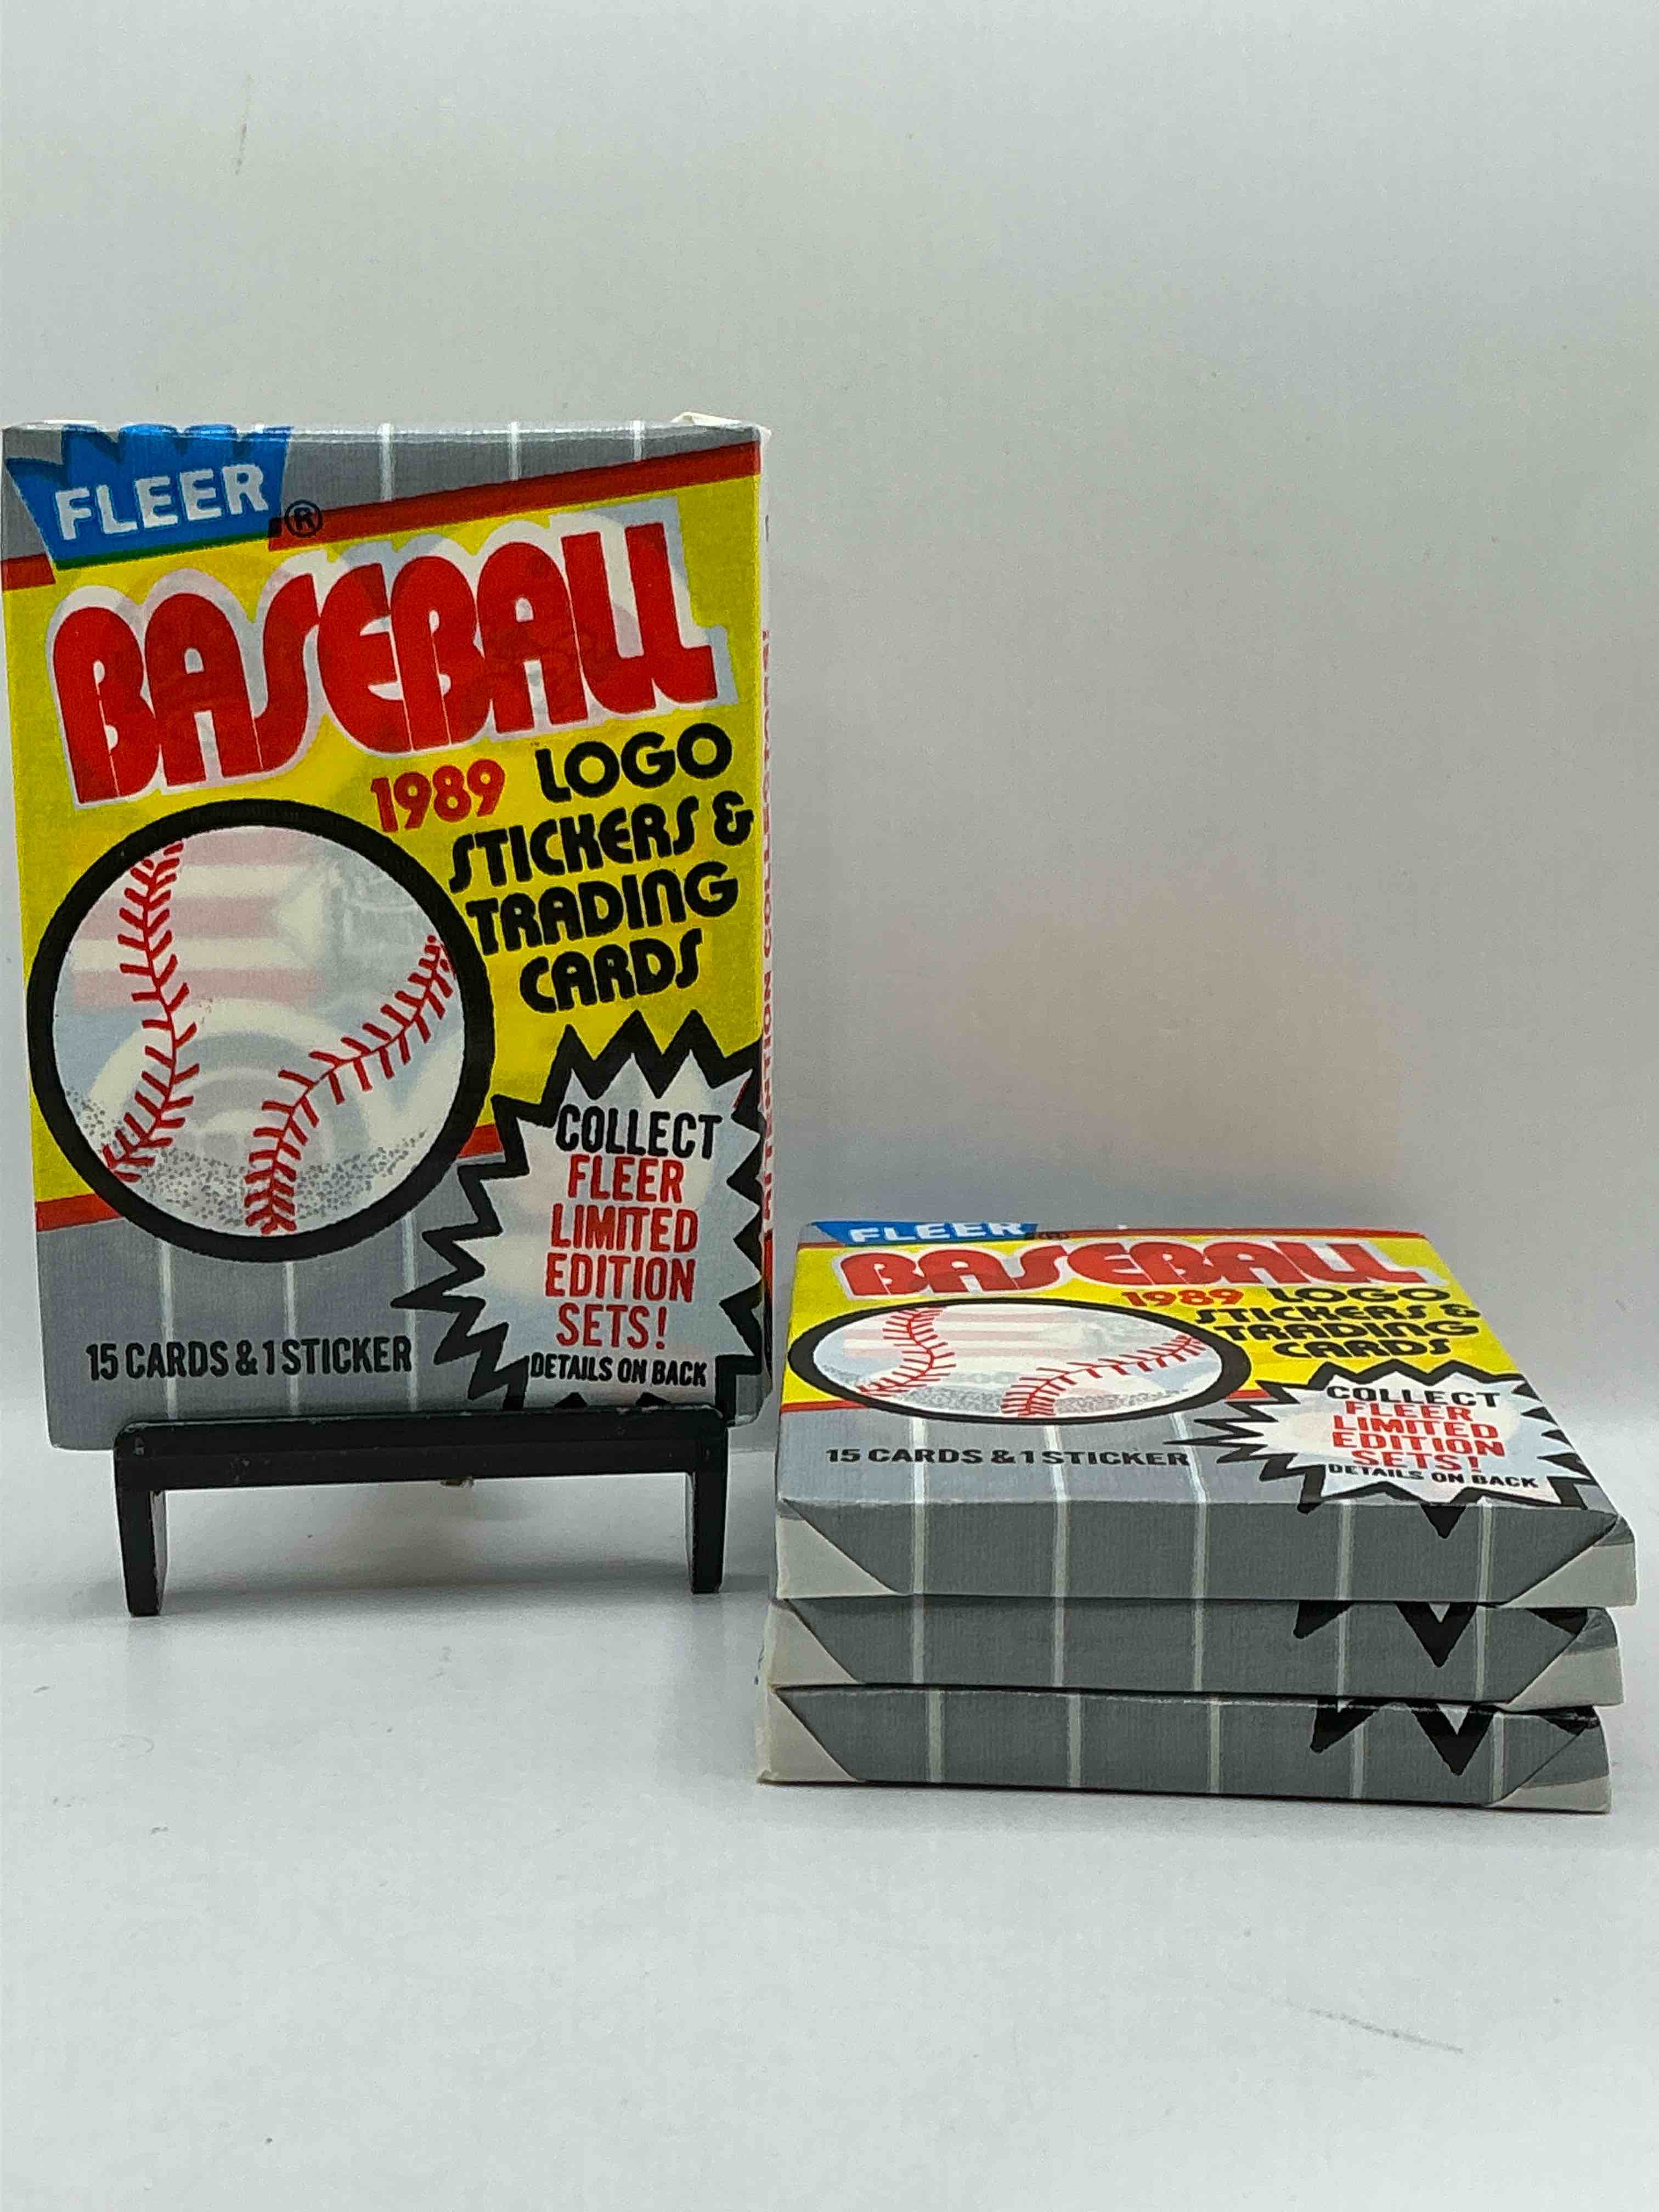 FLEER®
BASEBALL
1989 LOGO
STICKERS &
TRADING
CARDS
COLLECT
FLEER
LIMITED
EDITION
SETS!
DETAILS ON BACK
15 CARDS & 1 STICKER
FLEER®
BASEBALL
1989 LOGO
STICKERS &
TRADING
CARDS
COLLECT
FLEER
LIMITED
EDITION
SETS!
DETAILS ON BACK
15 CARDS & 1 STICKER